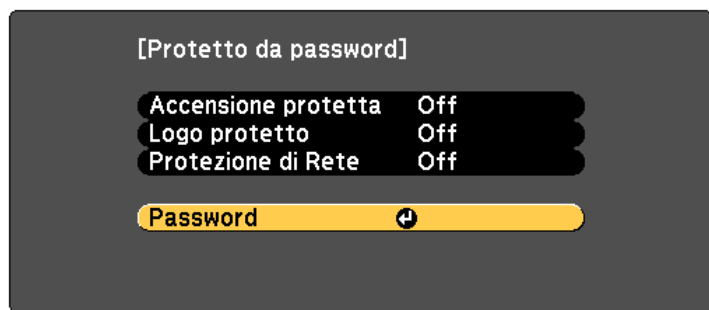 [Protetto da password]
Accensione protetta Off
Logo protetto Off
Protezione di Rete Off
Password